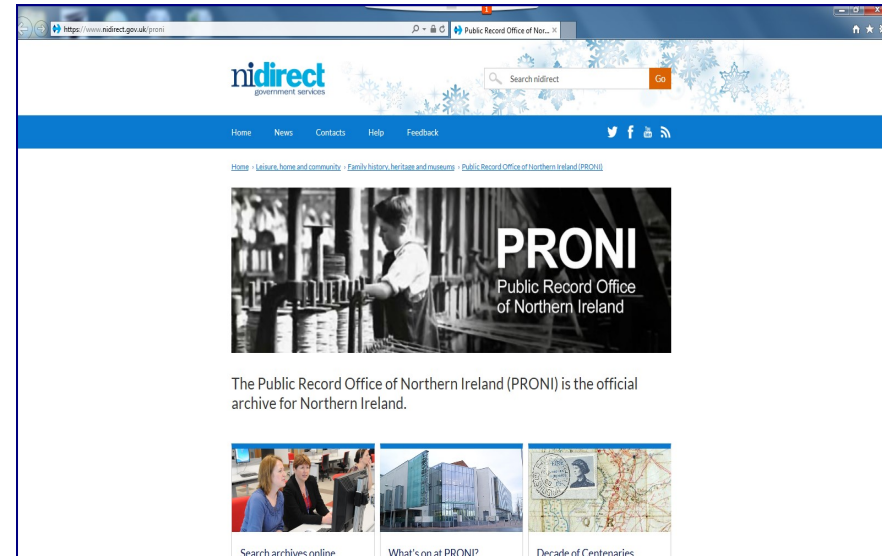 1
https://www.nidirect.gov.uk/proni
Public Record Office of Nor...
nidirect
government services
Search nidirect
Go
Home News Contacts Help Feedback
Home › Leisure, home and community › Family history, heritage and museums › Public Record Office of Northern Ireland (PRONI)
PRONI
Public Record Office
of Northern Ireland
The Public Record Office of Northern Ireland (PRONI) is the official
archive for Northern Ireland.
Search archives online
What's on at PRONI?
Decade of Centenaries